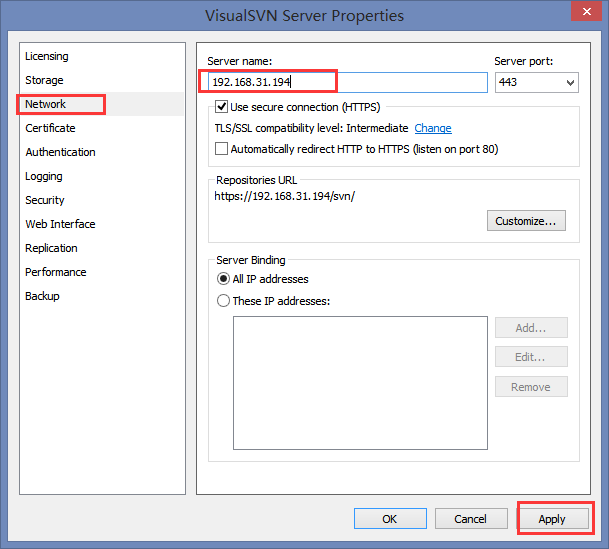 VisualSVN Server Properties
Licensing
Storage
Network
Certificate
Authentication
Logging
Security
Web Interface
Replication
Performance
Backup
Server name:
Server port:
192.168.31.194
443
Use secure connection (HTTPS)
TLS/SSL compatibility level: Intermediate Change
Automatically redirect HTTP to HTTPS (listen on port 80)
Repositories URL
https://192.168.31.194/svn/
Customize...
Server Binding
All IP addresses
These IP addresses:
Add...
Edit...
Remove
OK
Cancel
Apply